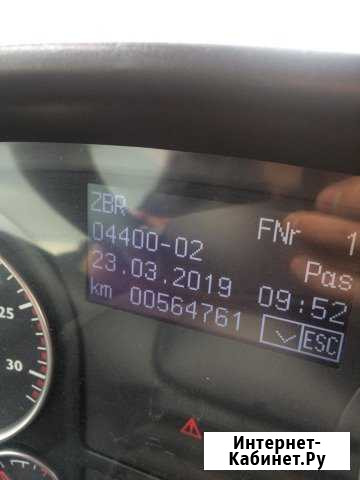 ZBR
FNr 1
04400-02
Pas
23.03.2019 09:52
km 00564761
ESC
25
30
Интернет-
Кабинет.Ру